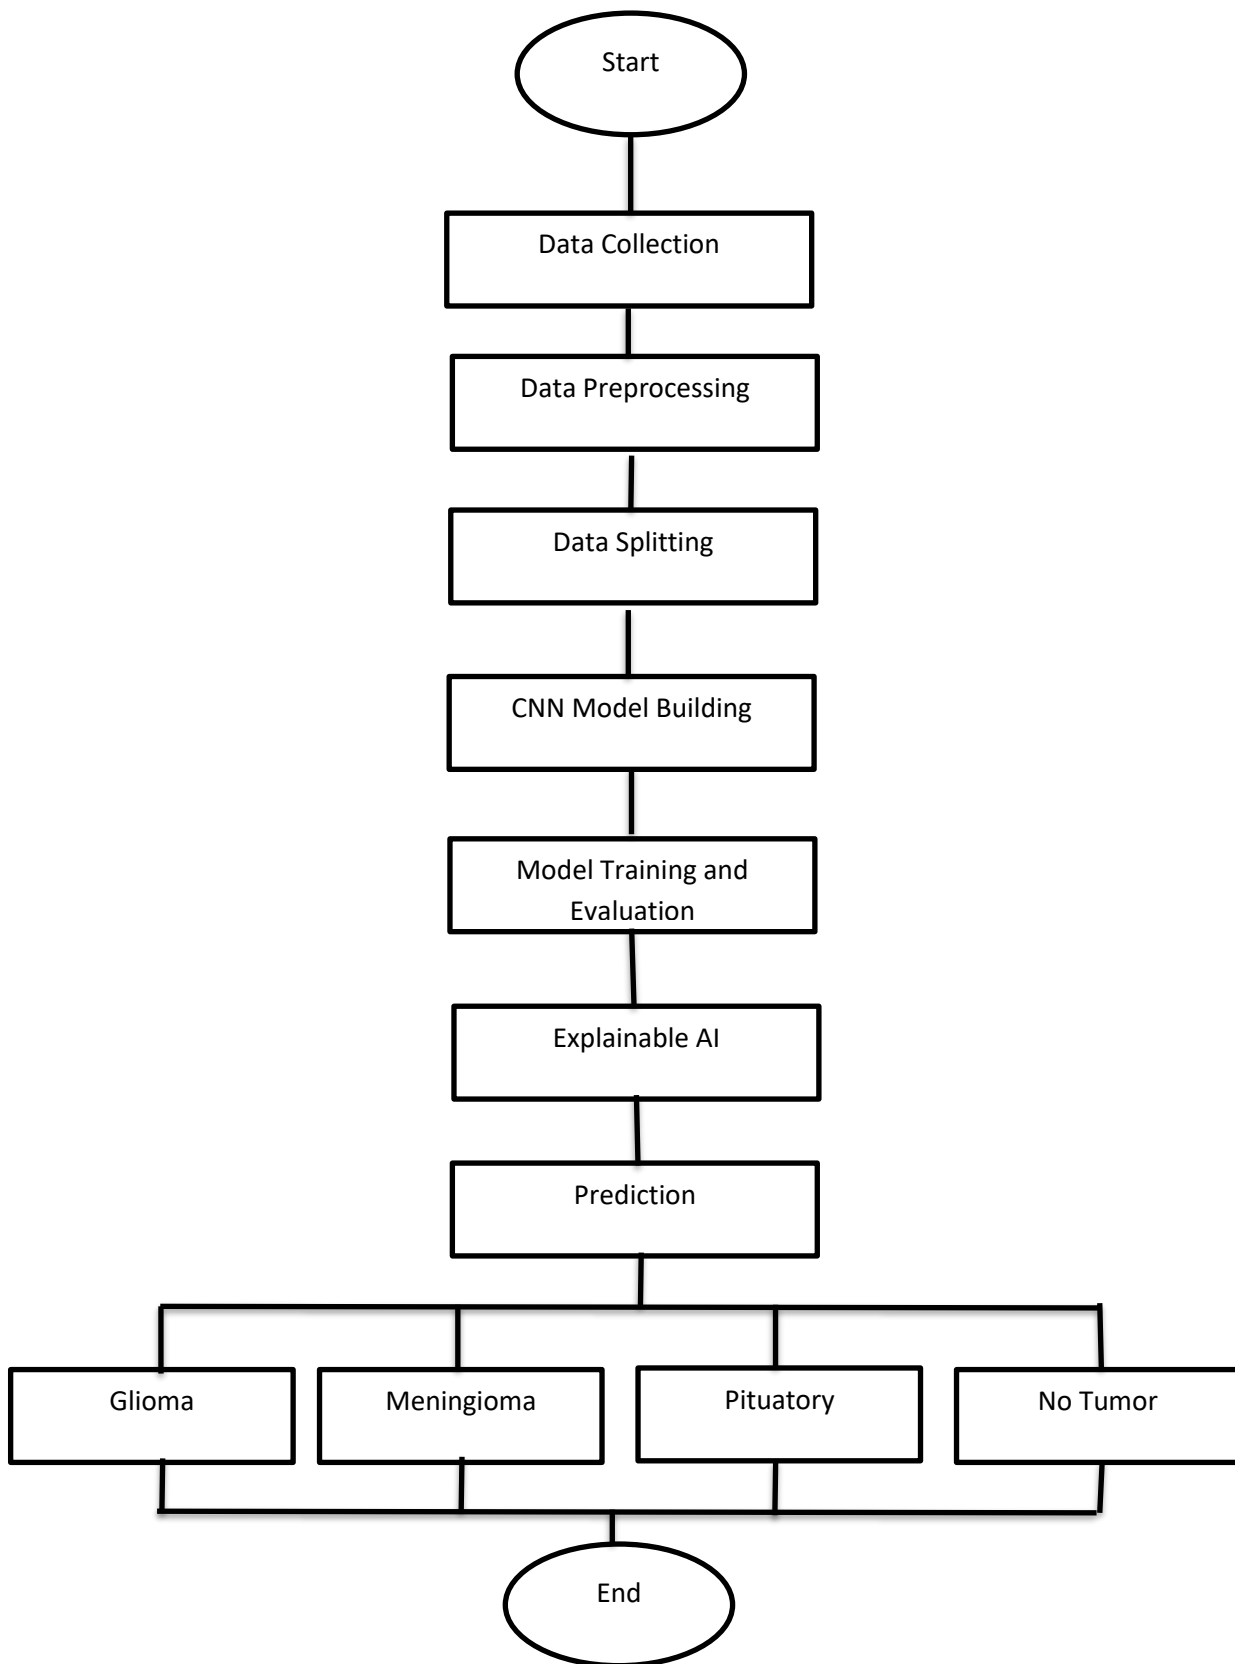 Start
Data Collection
Data Preprocessing
Data Splitting
CNN Model Building
Model Training and
Evaluation
Explainable AI
Prediction
Glioma
Meningioma
Pituatory
No Tumor
End